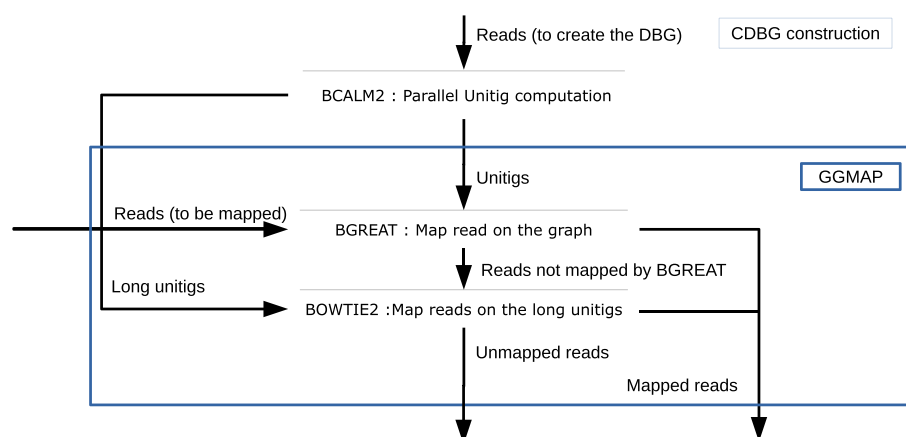 Reads (to create the DBG)
CDBG construction
BCALM2 : Parallel Unitig computation
Unitigs
GGMAP
Reads (to be mapped)
BGREAT : Map read on the graph
Reads not mapped by BGREAT
Long unitigs
BOWTIE2 :Map reads on the long unitigs
Unmapped reads
Mapped reads